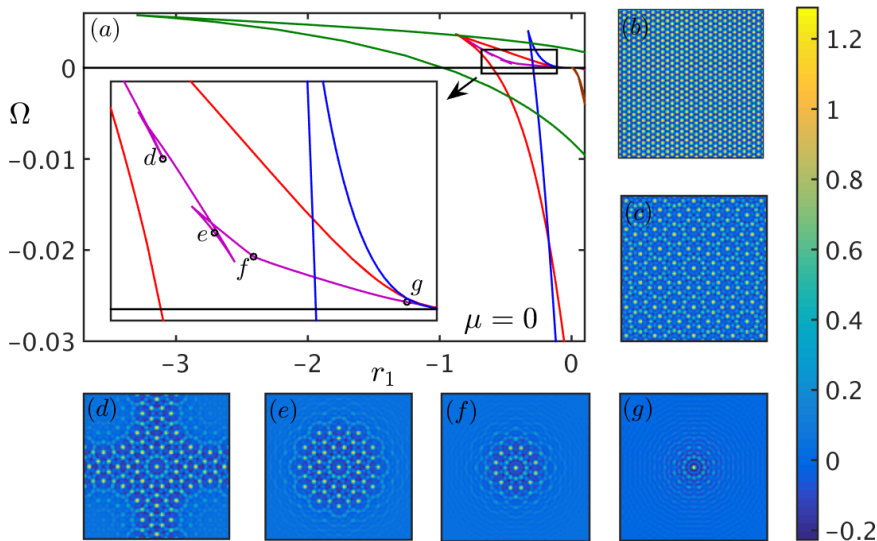 (a)
(b)
1.2
0
1
Ω
d
-0.01
(c)
0.8
e
-0.02
f
g
0.6
μ = 0
-0.03
0.4
-3
-2
-1
0
r1
(d)
(e)
(f)
(g)
0.2
0
-0.2